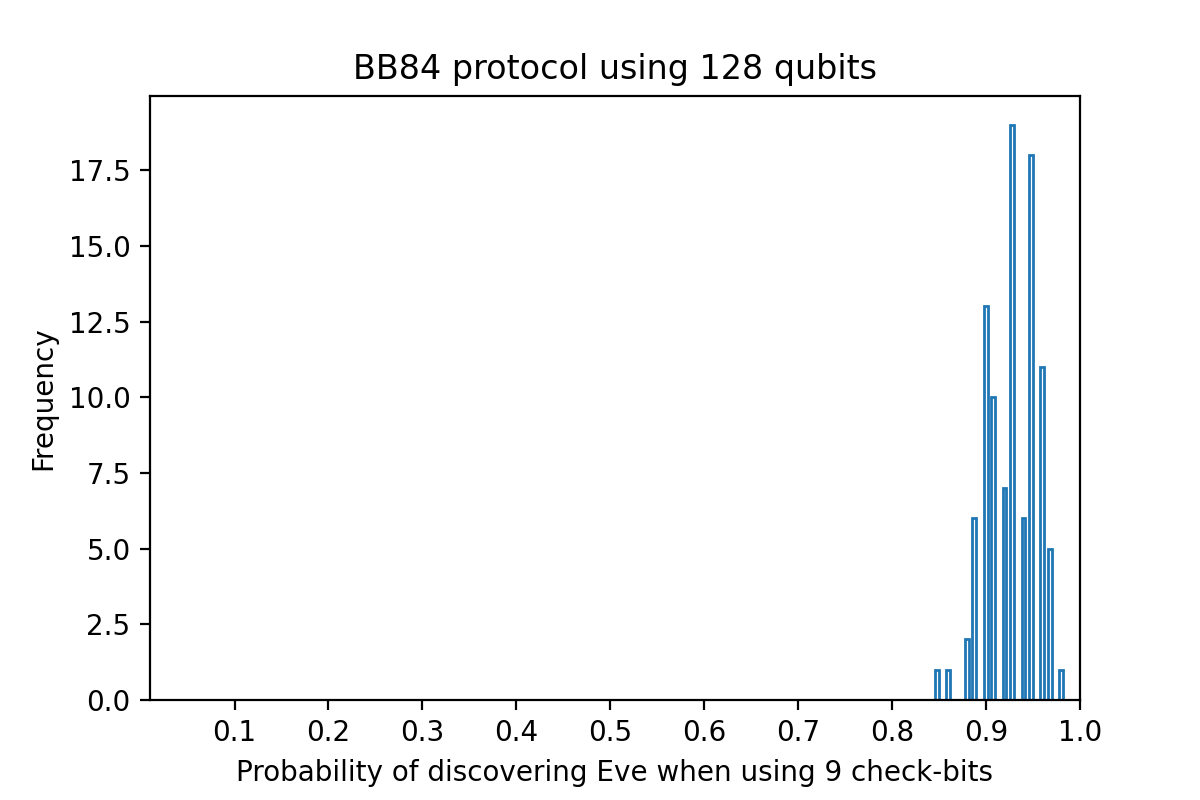 BB84 protocol using 128 qubits
Frequency
17.5
15.0
12.5
10.0
7.5
5.0
2.5
0.0
0.1 0.2 0.3 0.4 0.5 0.6 0.7 0.8 0.9 1.0
Probability of discovering Eve when using 9 check-bits